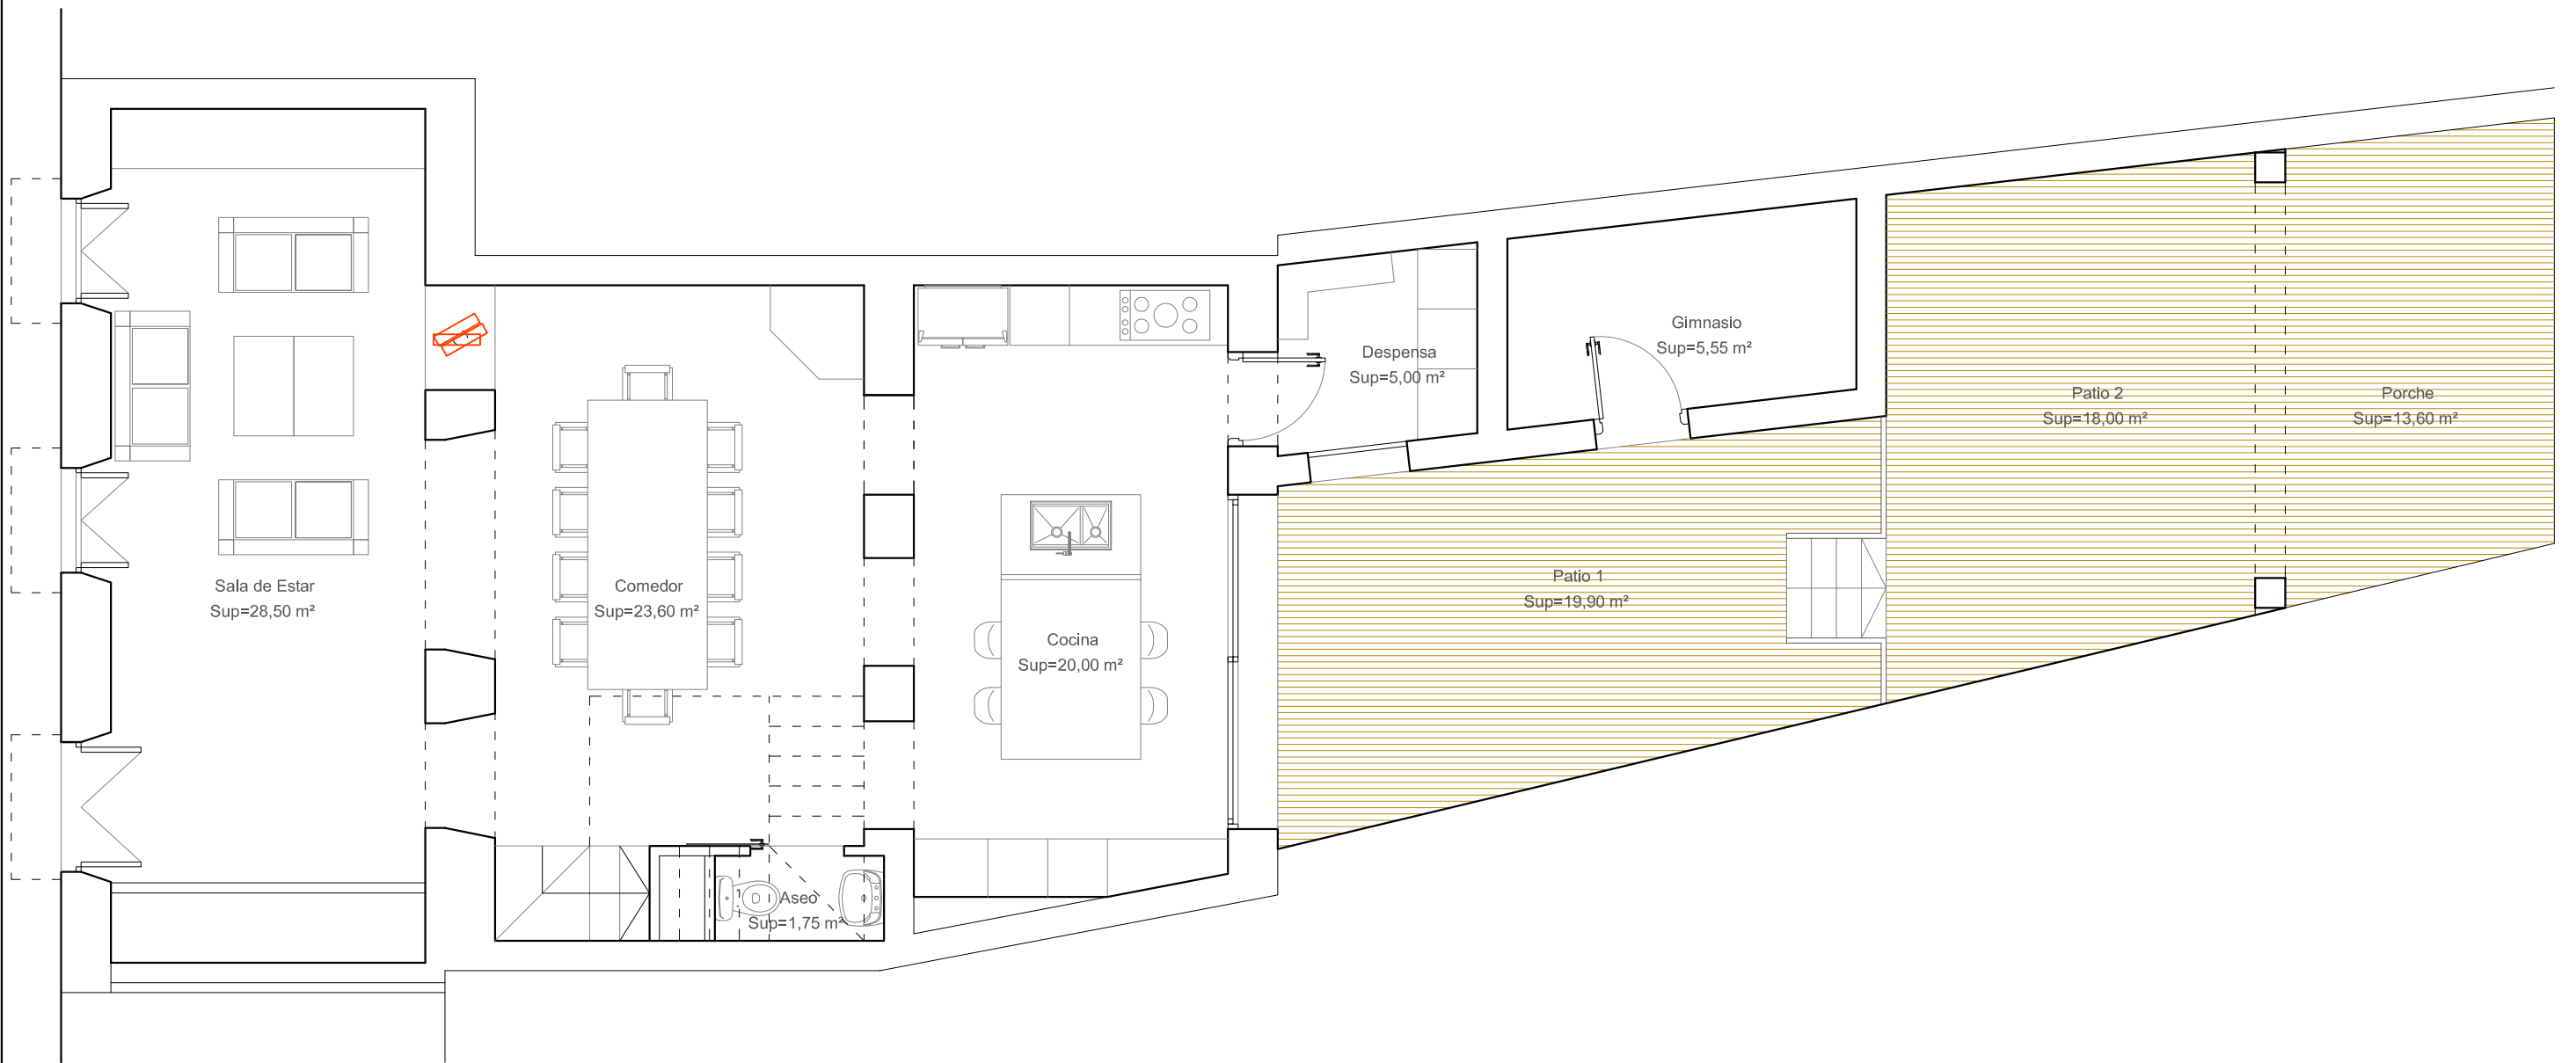 Sala de Estar
Sup=28,50 m²
Comedor
Sup=23,60 m²
Aseo
Sup=1,75 m²
Cocina
Sup=20,00 m²
Despensa
Sup=5,00 m²
Gimnasio
Sup=5,55 m²
Patio 1
Sup=19,90 m²
Patio 2
Sup=18,00 m²
Porche
Sup=13,60 m²